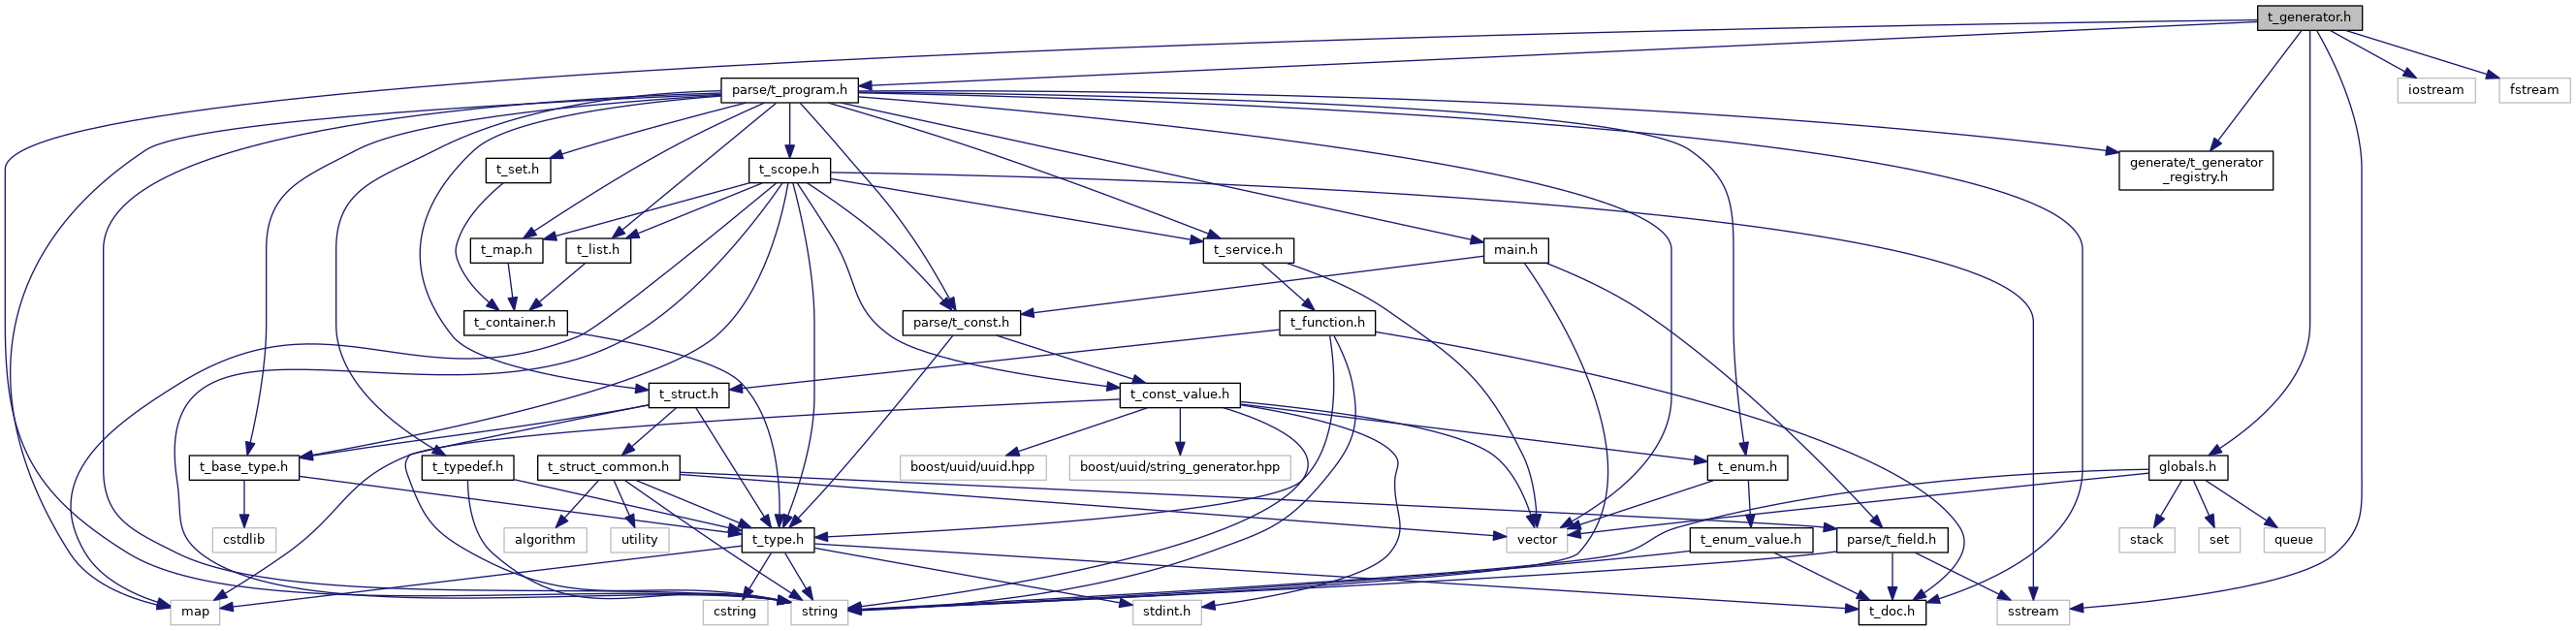 t_generator.h
parse/t_program.h
iostream
fstream
t_set.h
t_scope.h
generate/t_generator
_registry.h
t_map.h
t_list.h
t_service.h
main.h
t_container.h
parse/t_const.h
t_function.h
t_struct.h
t_const_value.h
t_base_type.h
t_typedef.h
t_struct_common.h
boost/uuid/uuid.hpp
boost/uuid/string_generator.hpp
t_enum.h
globals.h
cstdlib
algorithm
utility
t_type.h
vector
t_enum_value.h
parse/t_field.h
stack
set
queue
map
cstring
string
stdint.h
t_doc.h
sstream